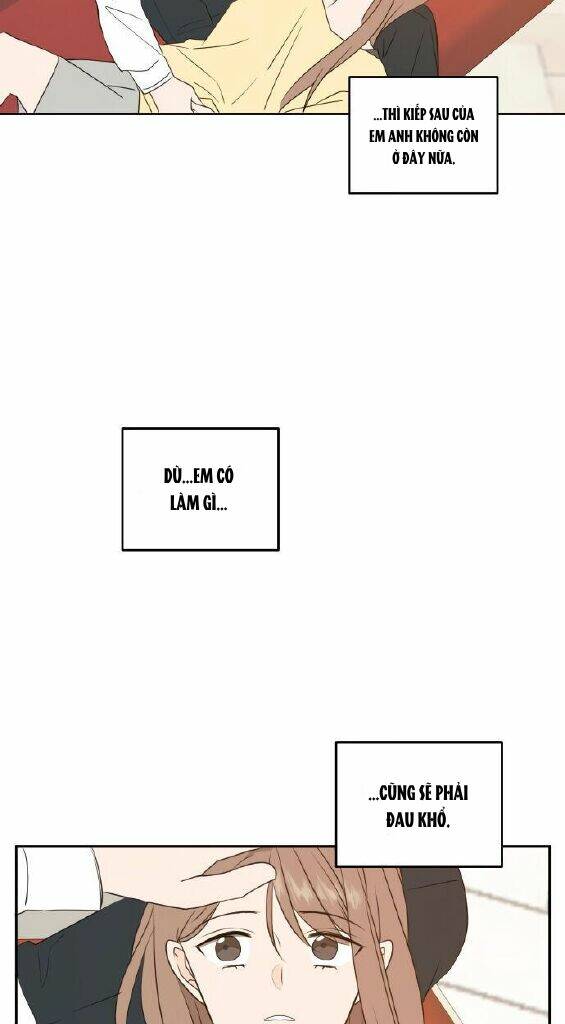 ...THÌ KIẾP SAU CỦA
EM ANH KHÔNG CÒN
Ở ĐÂY NỮA.
DÙ...EM CÓ
LÀM GÌ...
...CŨNG SẼ PHẢI
ĐAU KHỔ.